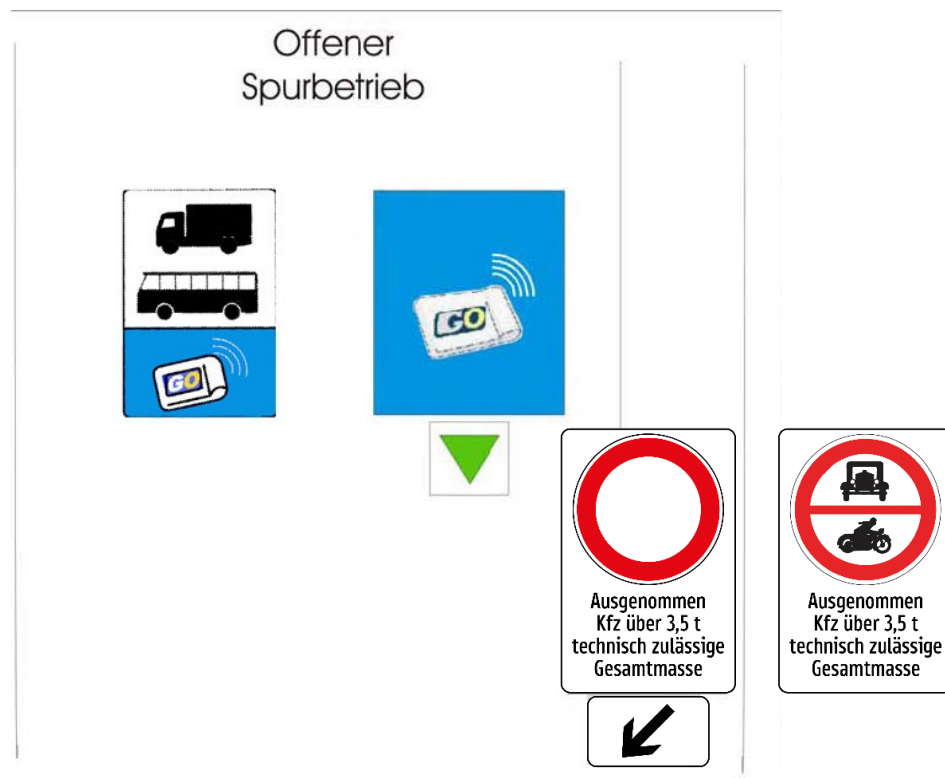 Offener
Spurbetrieb
GO
GO
Ausgenommen
Kfz über 3,5 t
technisch zulässige
Gesamtmasse
Ausgenommen
Kfz über 3,5 t
technisch zulässige
Gesamtmasse